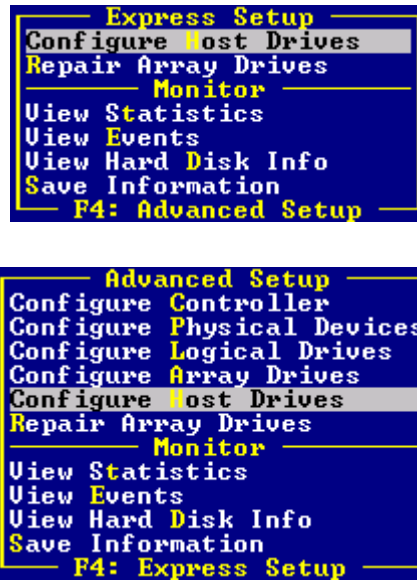 Express Setup
Configure Host Drives
Repair Array Drives
Monitor
View Statistics
View Events
View Hard Disk Info
Save Information
F4: Advanced Setup
Advanced Setup
Configure Controller
Configure Physical Devices
Configure Logical Drives
Configure Array Drives
Configure Host Drives
Repair Array Drives
Monitor
View Statistics
View Events
View Hard Disk Info
Save Information
F4: Express Setup